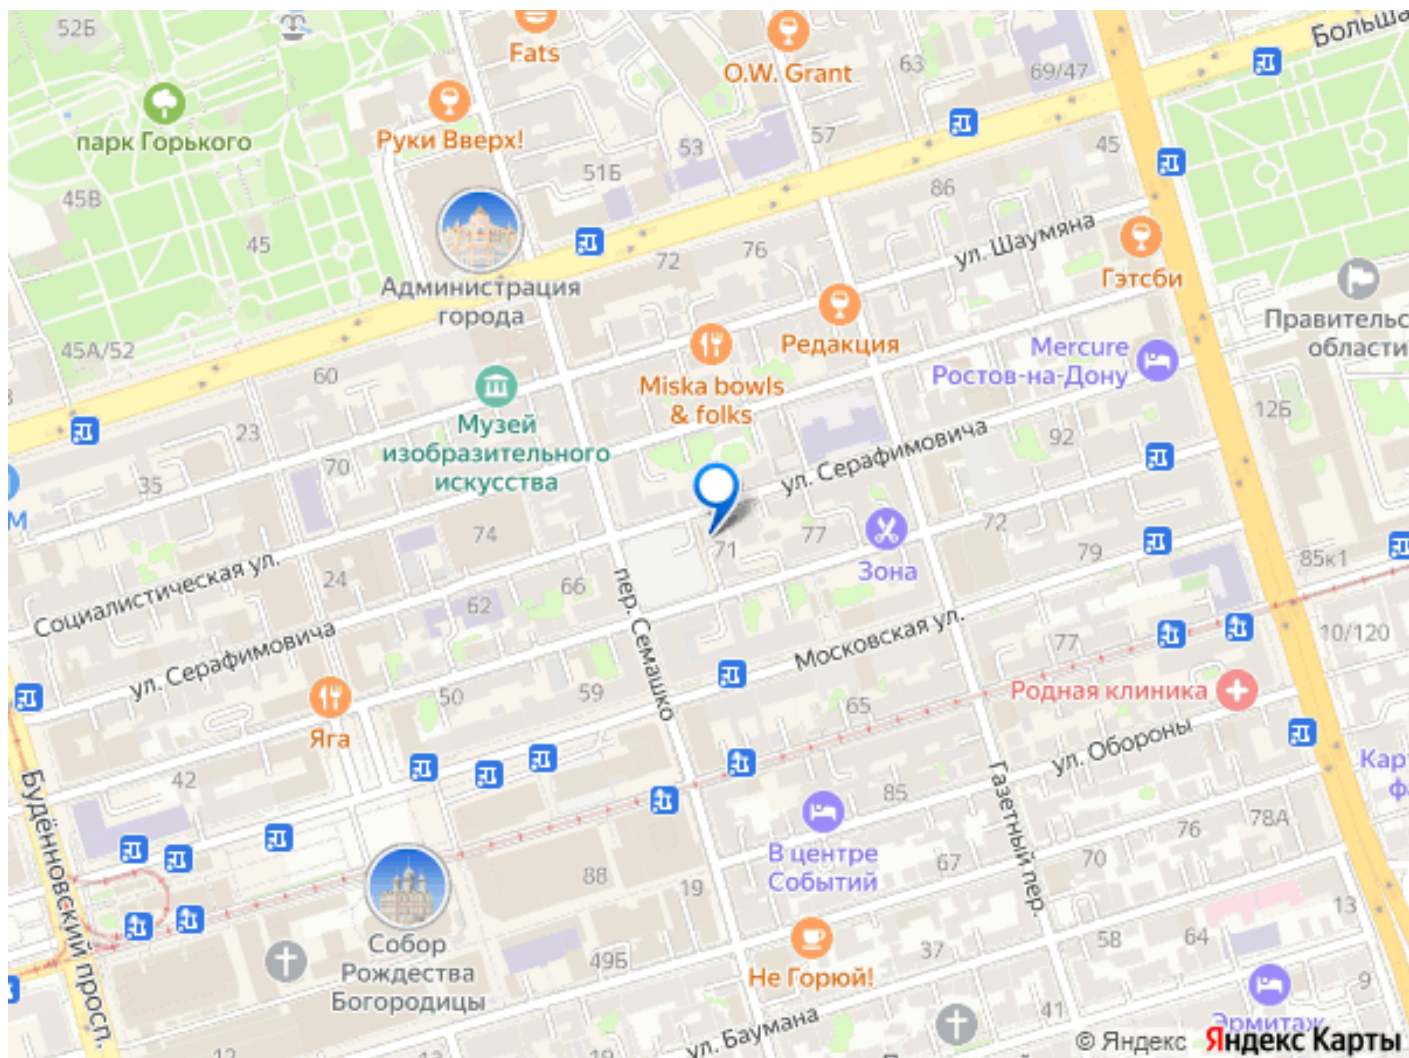 52Б
Fats
O.W. Grant
63
69/47
парк Горького
Руки Вверх!
53
57
51Б
45
86
45В
45
72
76
ул. Шаумяна
Администрация
города
Гэтсби
Редакция
Правительс
области
45А/52
60
Miska bowls
& folks
Mercure
Ростов-на-Дону
Музей
изобразительного
искусства
23
70
35
М
12Б
92
ул. Серафимовича
74
71
77
72
79
Зона
85к1
Социалистическая ул.
24
66
62
ул. Серафимовича
пер. Семашко
Московская ул.
77
10/120
50
59
65
Родная клиника
Яга
ул. Обороны
42
Будённовский просп.
85
Газетный пер.
78А
76
В центре
Событий
67
70
88
19
13
Собор
Рождества
Богородицы
49Б
Не Горюй!
37
58
64
9
41
ул. Баумана
19
12
Эрмитаж
© Яндекс Яндекс Карты